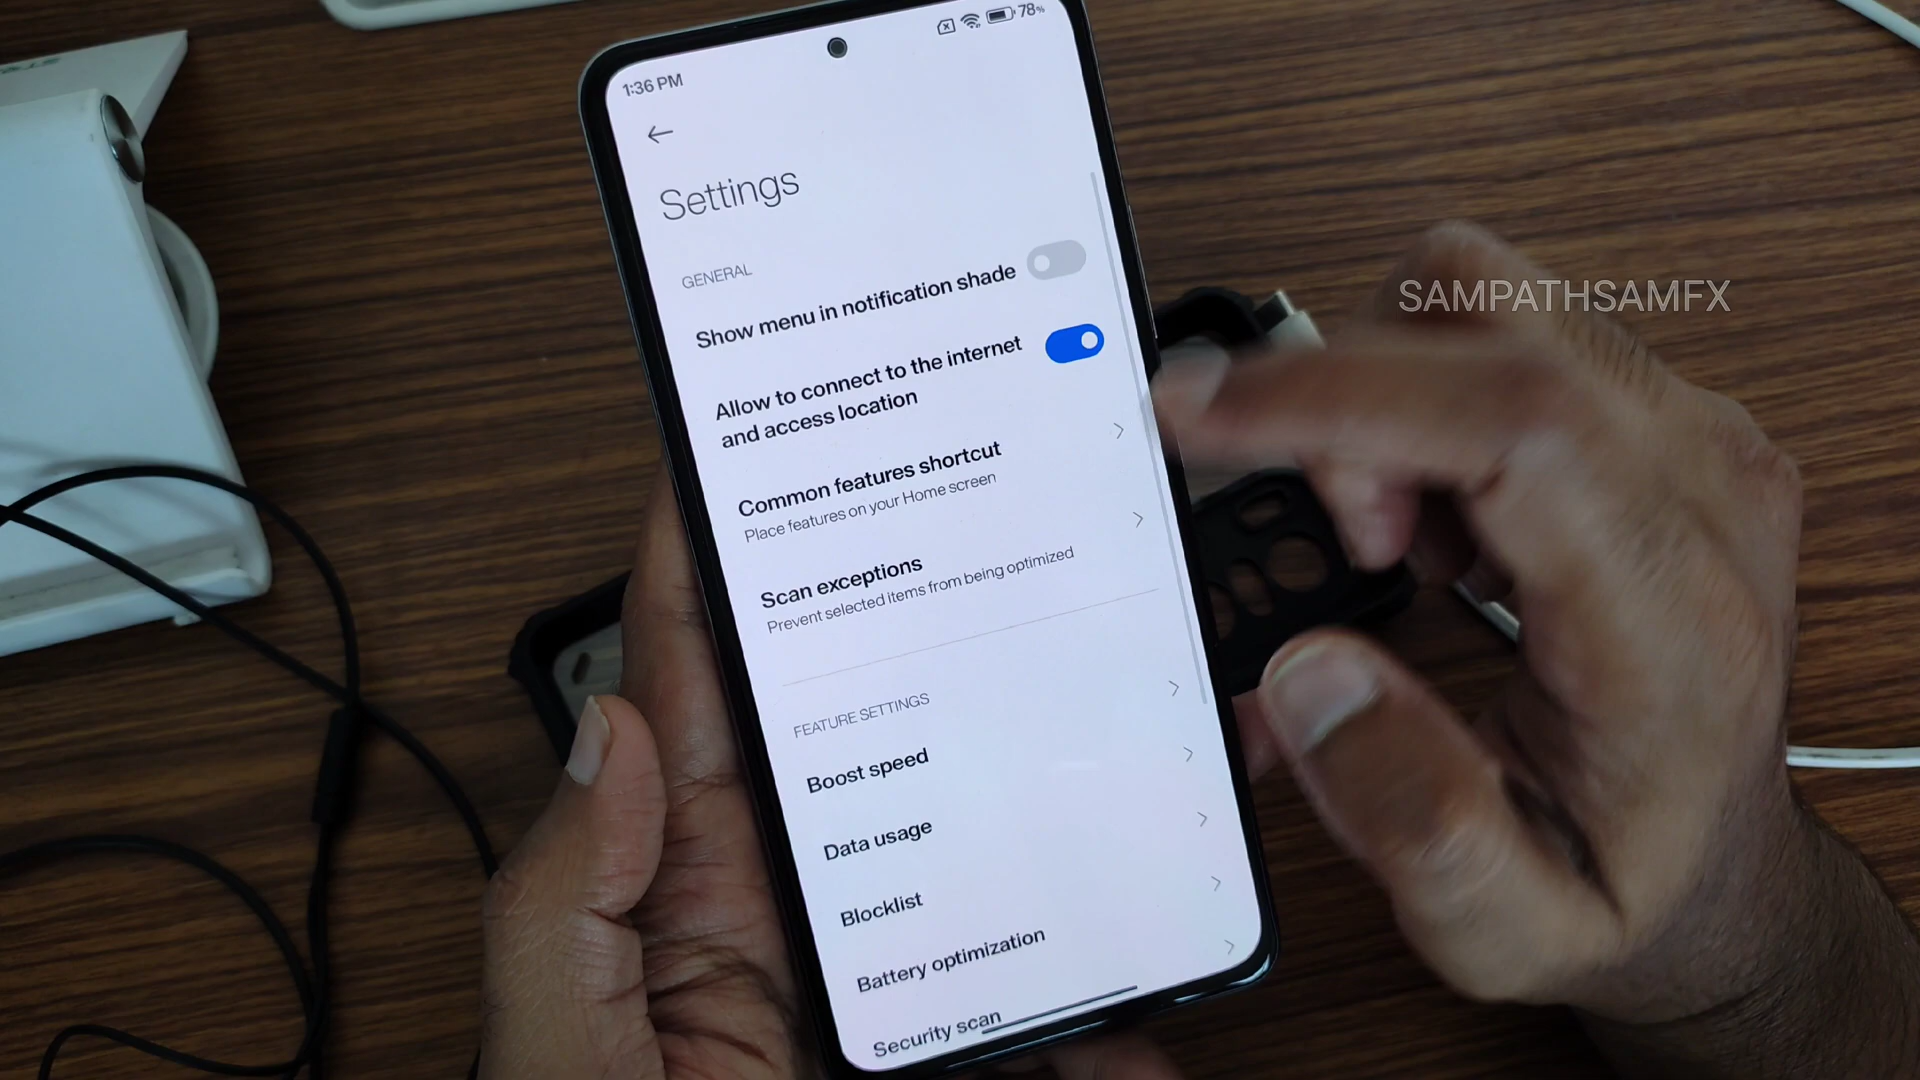 1:36 PM
78%
Settings
GENERAL
Show menu in notification shade
Allow to connect to the internet
and access location
Common features shortcut
Place features on your Home screen
Scan exceptions
Prevent selected items from being optimized
FEATURE SETTINGS
Boost speed
Data usage
Blocklist
Battery optimization
Security scan
SAMPATHSAMFX